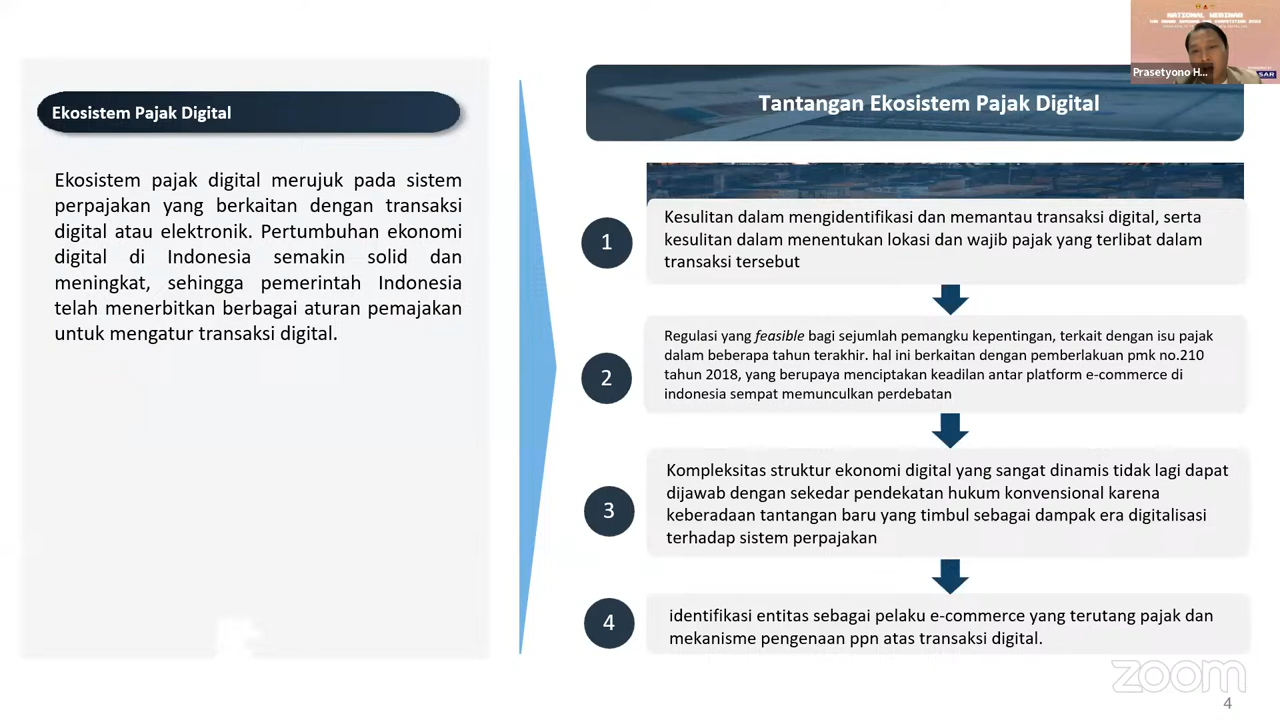 NATIONAL WEBINAR
Prasetyono H...
SAR
Ekosistem Pajak Digital
Ekosistem pajak digital merujuk pada sistem
perpajakan yang berkaitan dengan transaksi
digital atau elektronik. Pertumbuhan ekonomi
digital di Indonesia semakin solid dan
meningkat, sehingga pemerintah Indonesia
telah menerbitkan berbagai aturan pemajakan
untuk mengatur transaksi digital.
Tantangan Ekosistem Pajak Digital
1
Kesulitan dalam mengidentifikasi dan memantau transaksi digital, serta
kesulitan dalam menentukan lokasi dan wajib pajak yang terlibat dalam
transaksi tersebut
2
Regulasi yang feasible bagi sejumlah pemangku kepentingan, terkait dengan isu pajak
dalam beberapa tahun terakhir. hal ini berkaitan dengan pemberlakuan pmk no.210
tahun 2018, yang berupaya menciptakan keadilan antar platform e-commerce di
indonesia sempat memunculkan perdebatan
3
Kompleksitas struktur ekonomi digital yang sangat dinamis tidak lagi dapat
dijawab dengan sekedar pendekatan hukum konvensional karena
keberadaan tantangan baru yang timbul sebagai dampak era digitalisasi
terhadap sistem perpajakan
4
identifikasi entitas sebagai pelaku e-commerce yang terutang pajak dan
mekanisme pengenaan ppn atas transaksi digital.
zoom
4